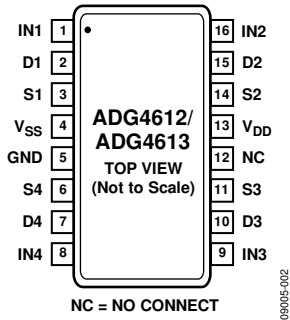 IN1 1 16 IN2
D1 2 15 D2
S1 3 14 S2
VSS 4 13 VDD
GND 5 12 NC
S4 6 11 S3
D4 7 10 D3
IN4 8 9 IN3
ADG4612/
ADG4613
TOP VIEW
(Not to Scale)
NC = NO CONNECT
09005-002